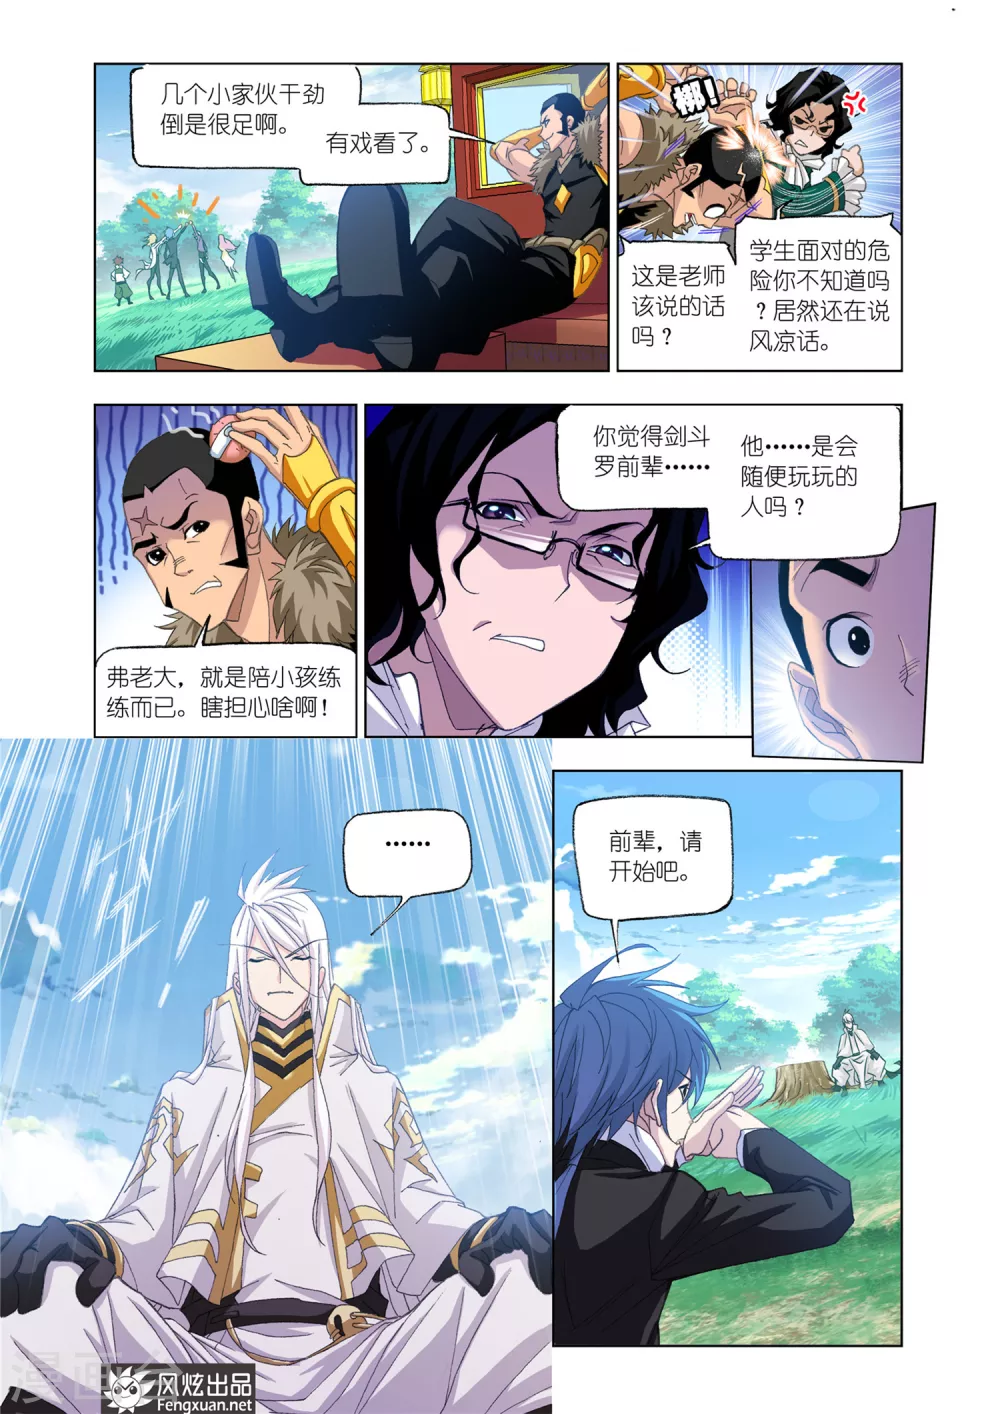 几个小家伙干劲
倒是很足啊。
有戏看了。
梆！
这是老师
该说的话
吗？
学生面对的危
险你不知道吗
？居然还在说
风凉话。
弗老大，就是陪小孩练
练而已。瞎担心啥啊！
你觉得剑斗
罗前辈……
他……是会
随便玩玩的
人吗？
……
前辈，请
开始吧。
漫画台
风炫出品
Fengxuan.net